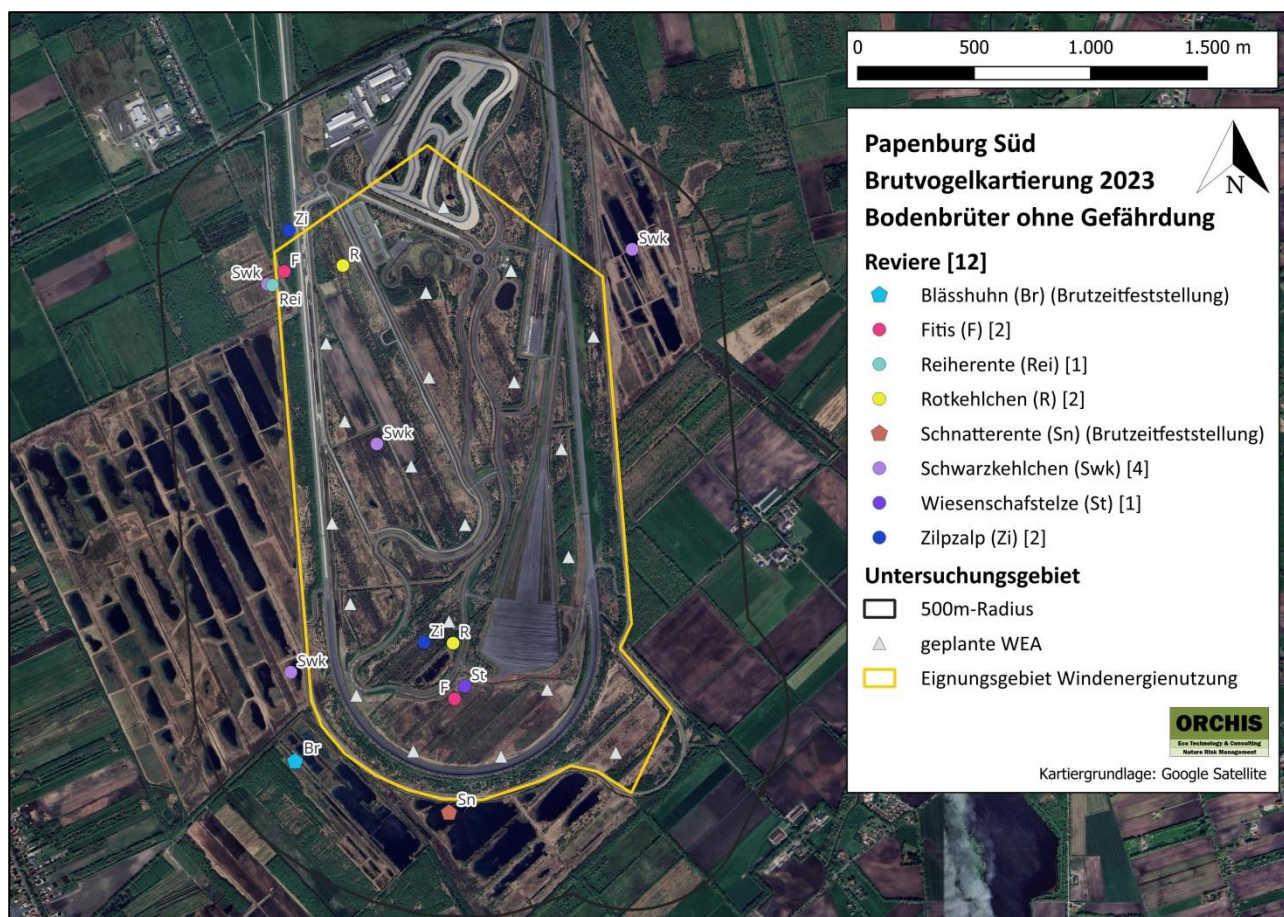 0 500 1.000 1.500 m
Papenburg Süd
Brutvogelkartierung 2023
Bodenbrüter ohne Gefährdung
N
Reviere [12]
Blässhuhn (Br) (Brutzeitfeststellung)
Fitis (F) [2]
Reiherente (Rei) [1]
Rotkehlchen (R) [2]
Schnatterente (Sn) (Brutzeitfeststellung)
Schwarzkehlchen (Swk) [4]
Wiesenschafstelze (St) [1]
Zilpzalp (Zi) [2]
Untersuchungsgebiet
500m-Radius
geplante WEA
Eignungsgebiet Windenergienutzung
ORCHIS
Eco Technology & Consulting
Nature Risk Management
Kartiergrundlage: Google Satellite
Zi
Swk
F
R
Swk
Rei
Swk
Zi
R
Swk
St
F
Br
Sn